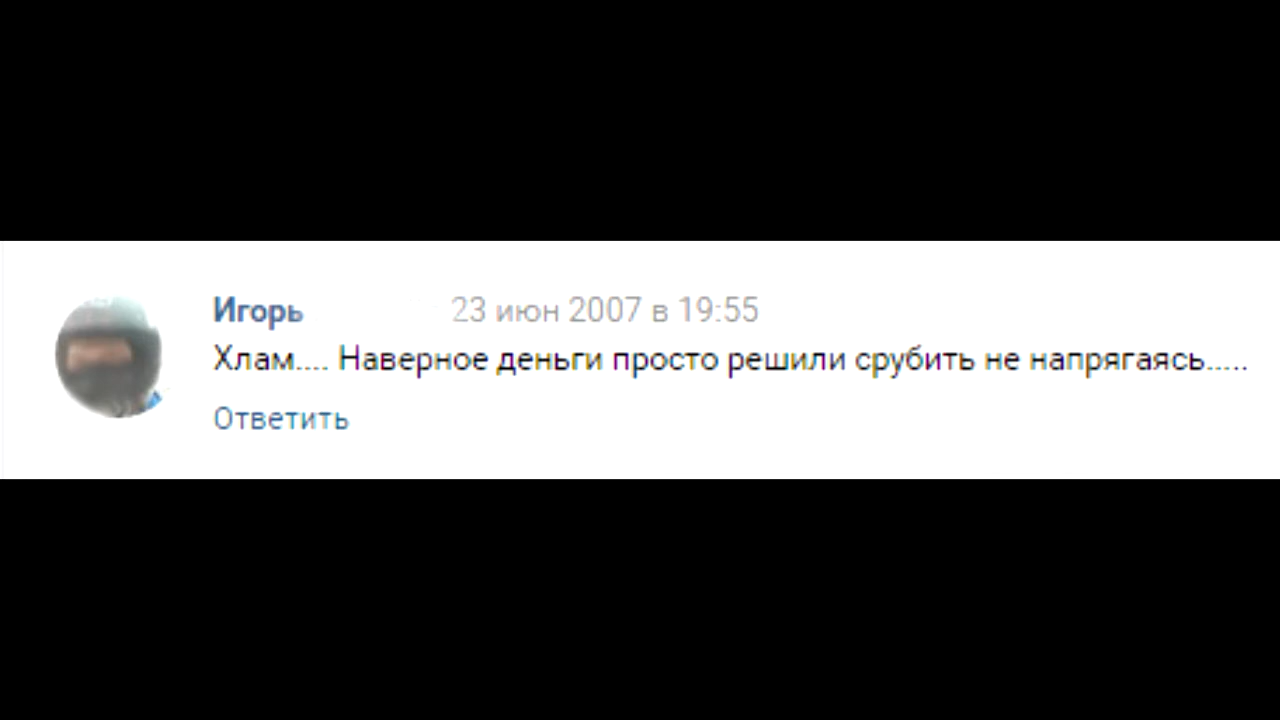 Игорь 23 июн 2007 в 19:55
Хлам.... Наверное деньги просто решили срубить не напрягаясь.....
Ответить